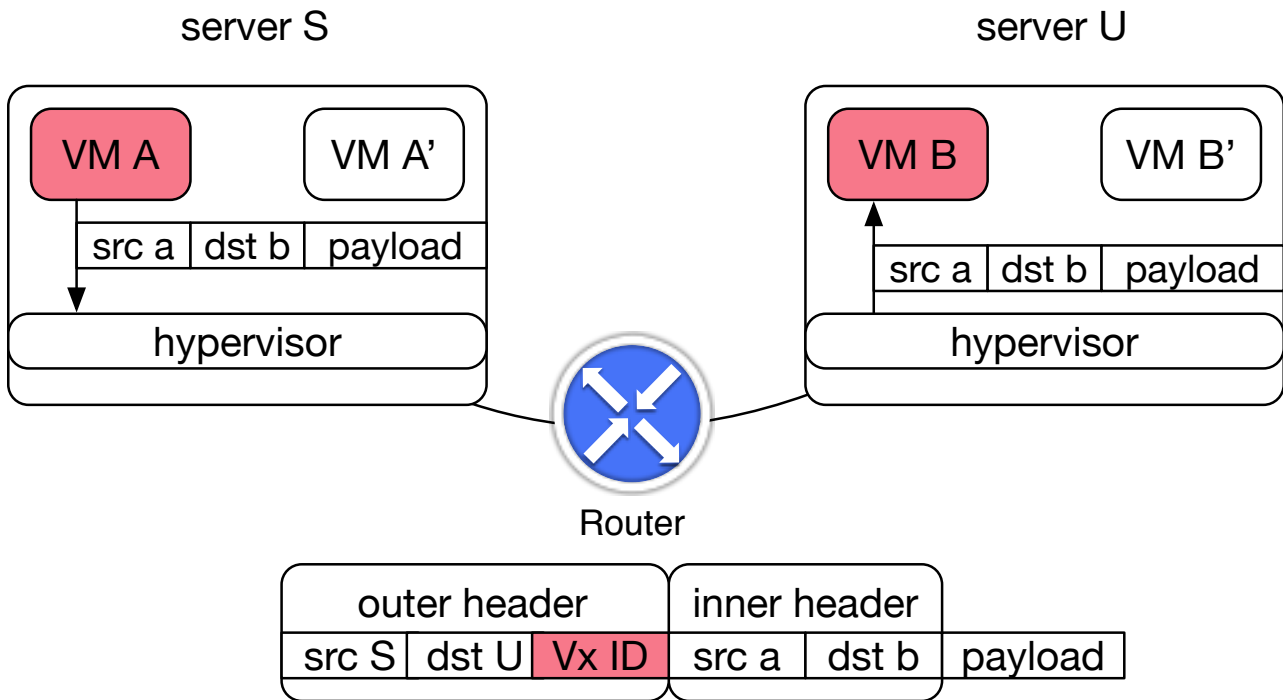 server S
server U
VM A
VM A’
VM B
VM B’
src a dst b payload
src a dst b payload
hypervisor
hypervisor
Router
outer header inner header
src S dst U Vx ID src a dst b payload